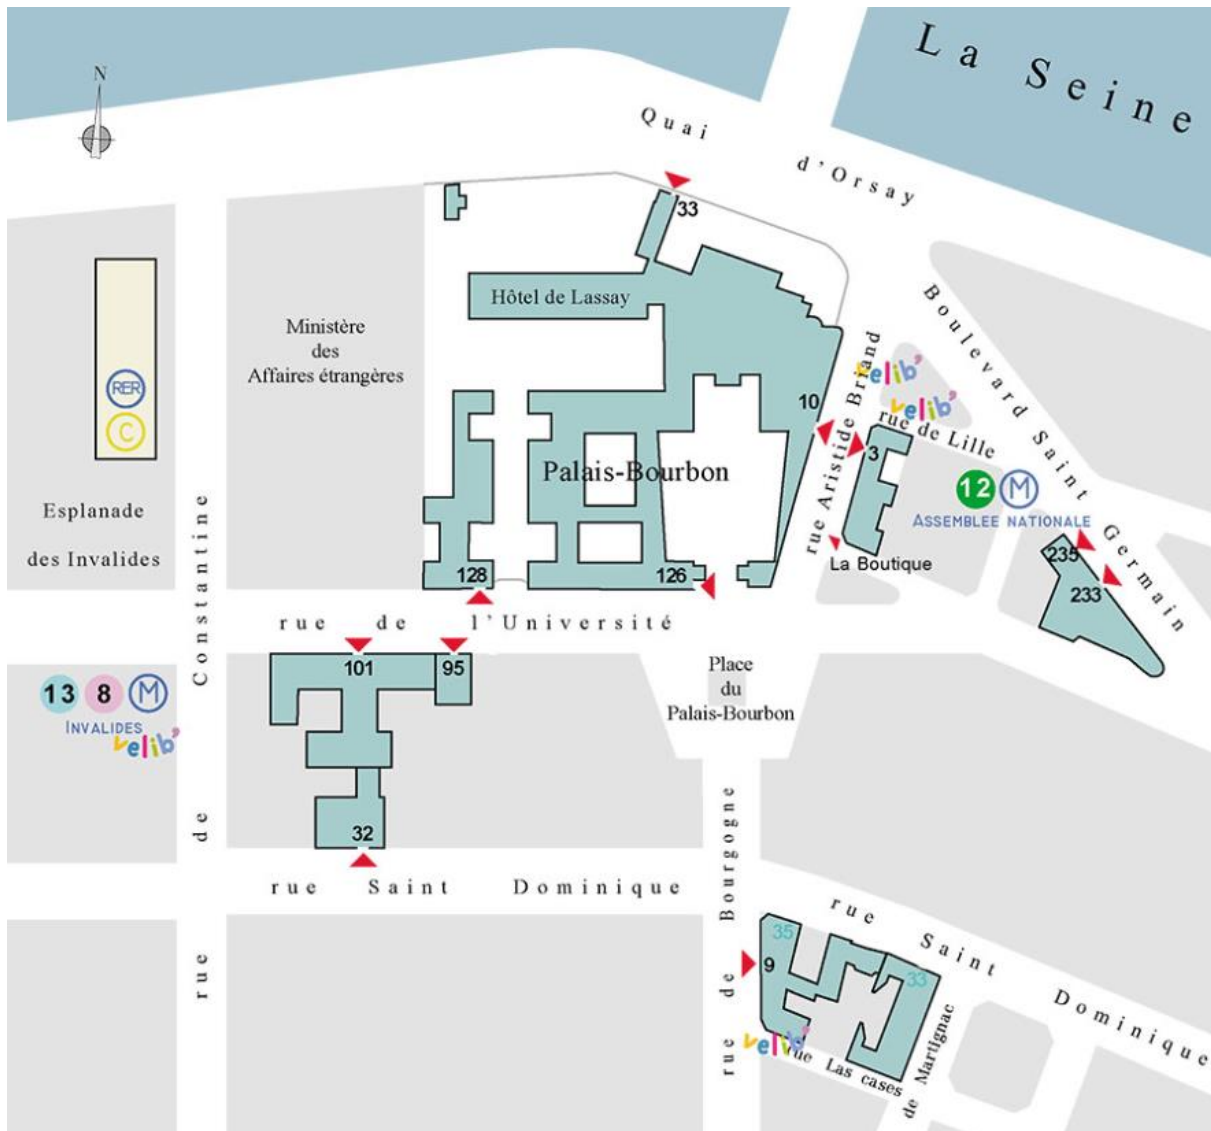 La Seine
N
Quai
d'Orsay
33
Hôtel de Lassay
Boulevard Saint Germain
Ministère
des
Affaires étrangères
RER
C
velib'
velib'
10
rue Aristide Briand
rue de Lille
3
Palais-Bourbon
12 M
ASSEMBLEE NATIONALE
Esplanade
des Invalides
rue de Constantine
235
La Boutique
128
126
233
rue de l'Université
101
95
Place
du
Palais-Bourbon
13 8 M
INVALIDES
velib'
32
rue Saint Dominique
rue de Bourgogne
rue Saint Dominique
35
9
33
velib'
rue Las cases
de Martignac